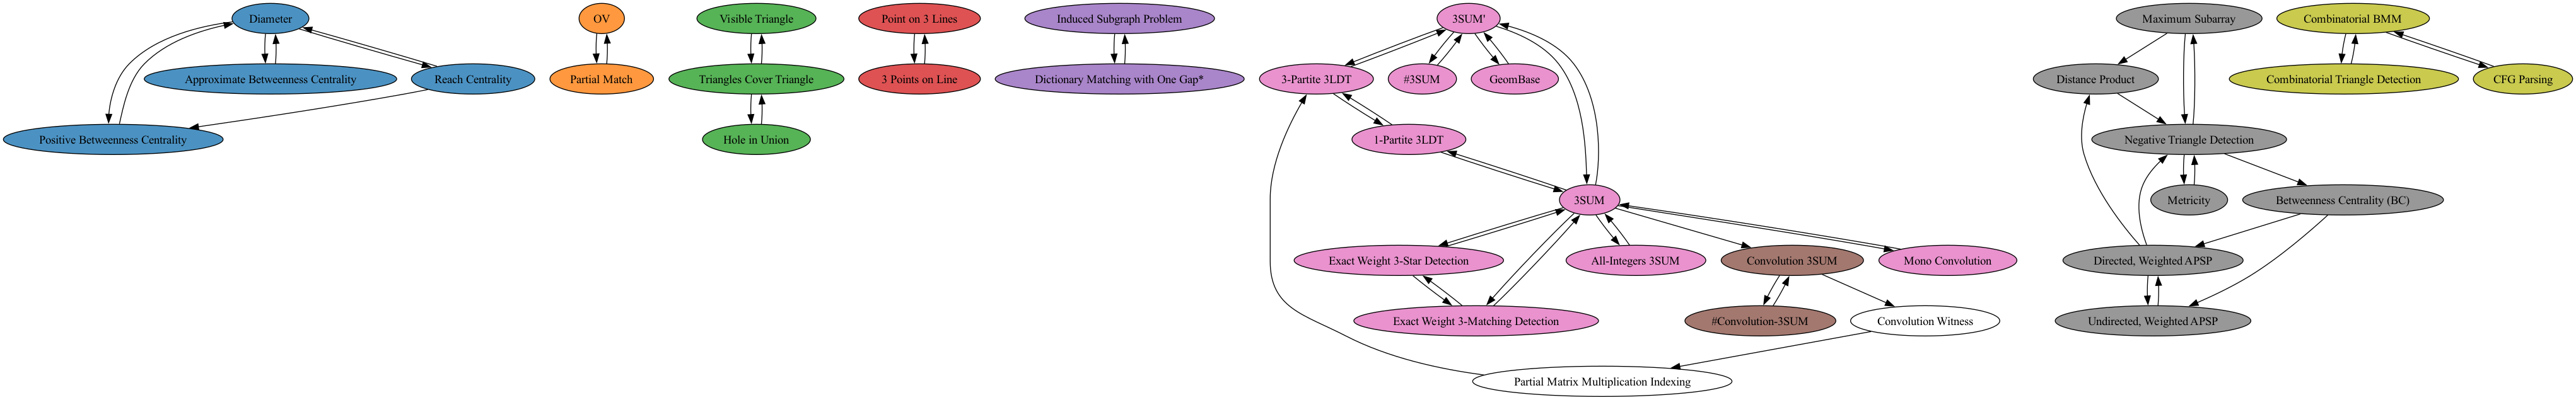 Diameter
OV
Visible Triangle
Point on 3 Lines
Induced Subgraph Problem
3SUM'
Maximum Subarray
Combinatorial BMM
Approximate Betweenness Centrality
Reach Centrality
Partial Match
Triangles Cover Triangle
3 Points on Line
Dictionary Matching with One Gap*
3-Partite 3LDT
#3SUM
GeomBase
Distance Product
Combinatorial Triangle Detection
CFG Parsing
Positive Betweenness Centrality
Hole in Union
1-Partite 3LDT
Negative Triangle Detection
3SUM
Metricity
Betweenness Centrality (BC)
Exact Weight 3-Star Detection
All-Integers 3SUM
Convolution 3SUM
Mono Convolution
Directed, Weighted APSP
Exact Weight 3-Matching Detection
#Convolution-3SUM
Convolution Witness
Undirected, Weighted APSP
Partial Matrix Multiplication Indexing